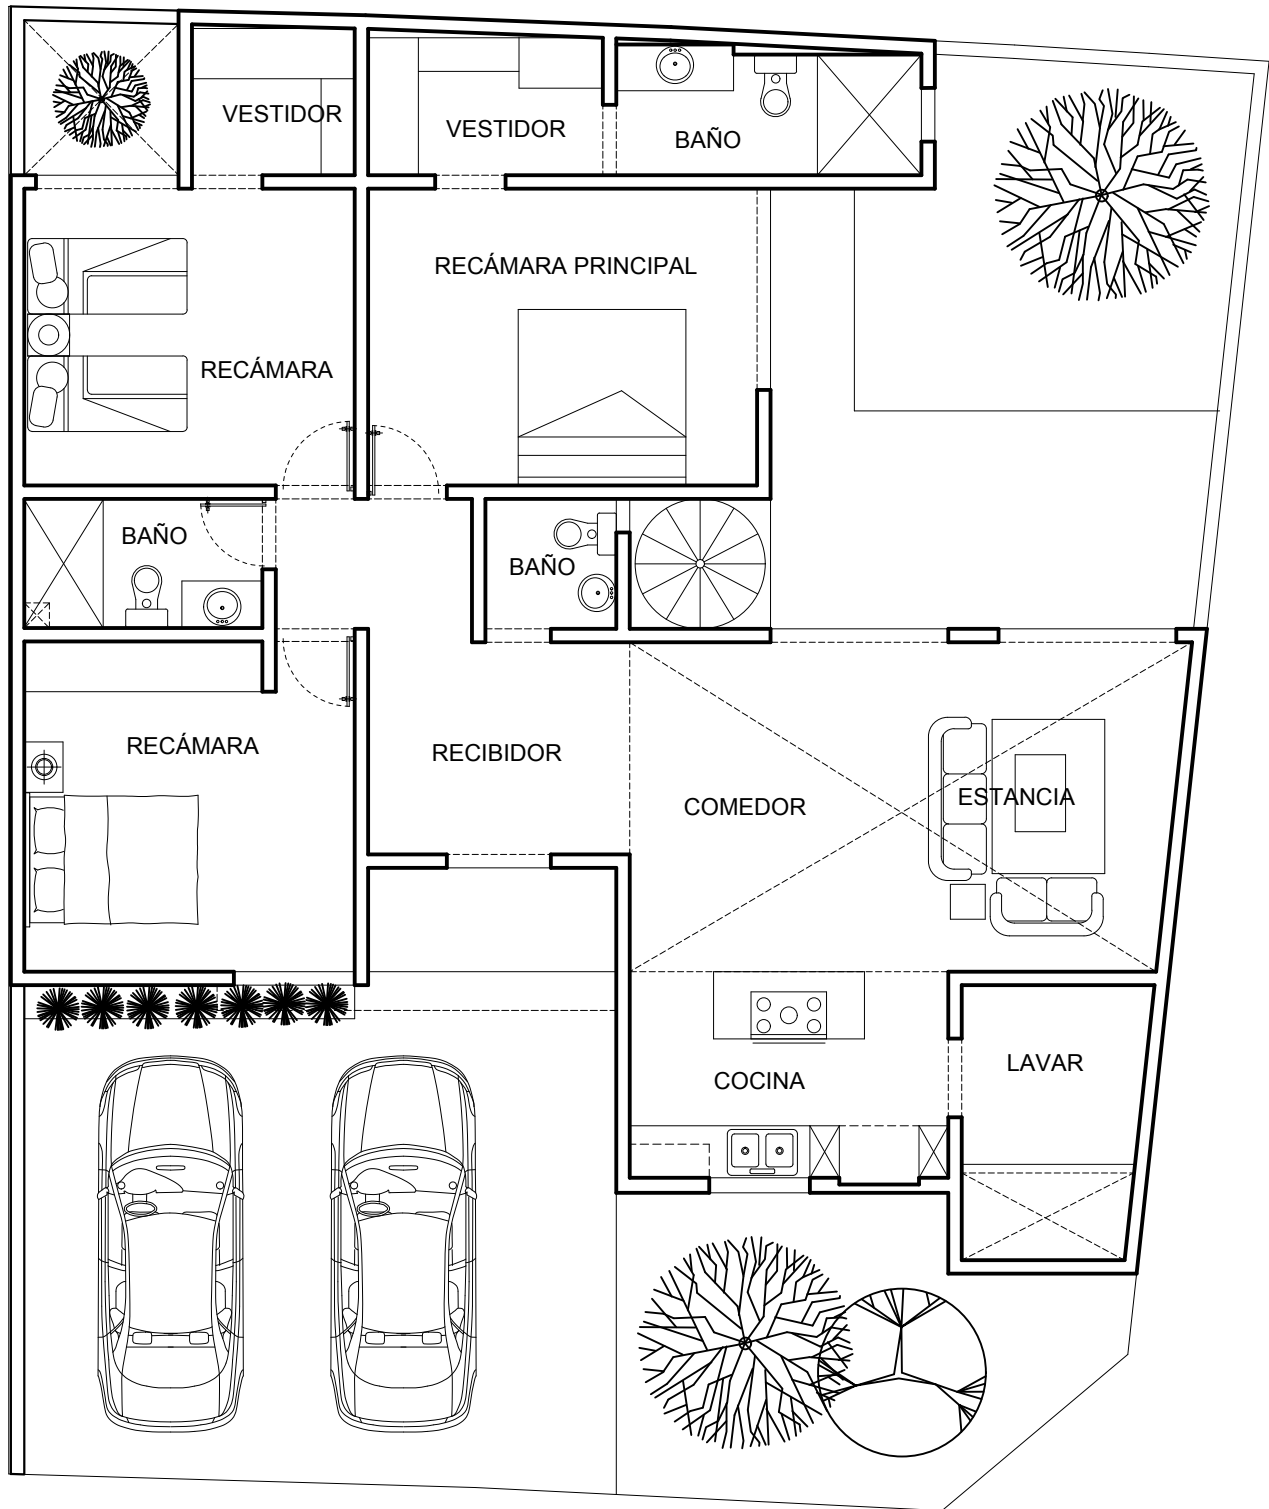 VESTIDOR
VESTIDOR
BAÑO
RECÁMARA PRINCIPAL
RECÁMARA
BAÑO
BAÑO
RECÁMARA
RECIBIDOR
COMEDOR
ESTANCIA
COCINA
LAVAR